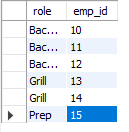 role emp_id
Bac... 10
Bac... 11
Bac... 12
Grill 13
Grill 14
Prep 15